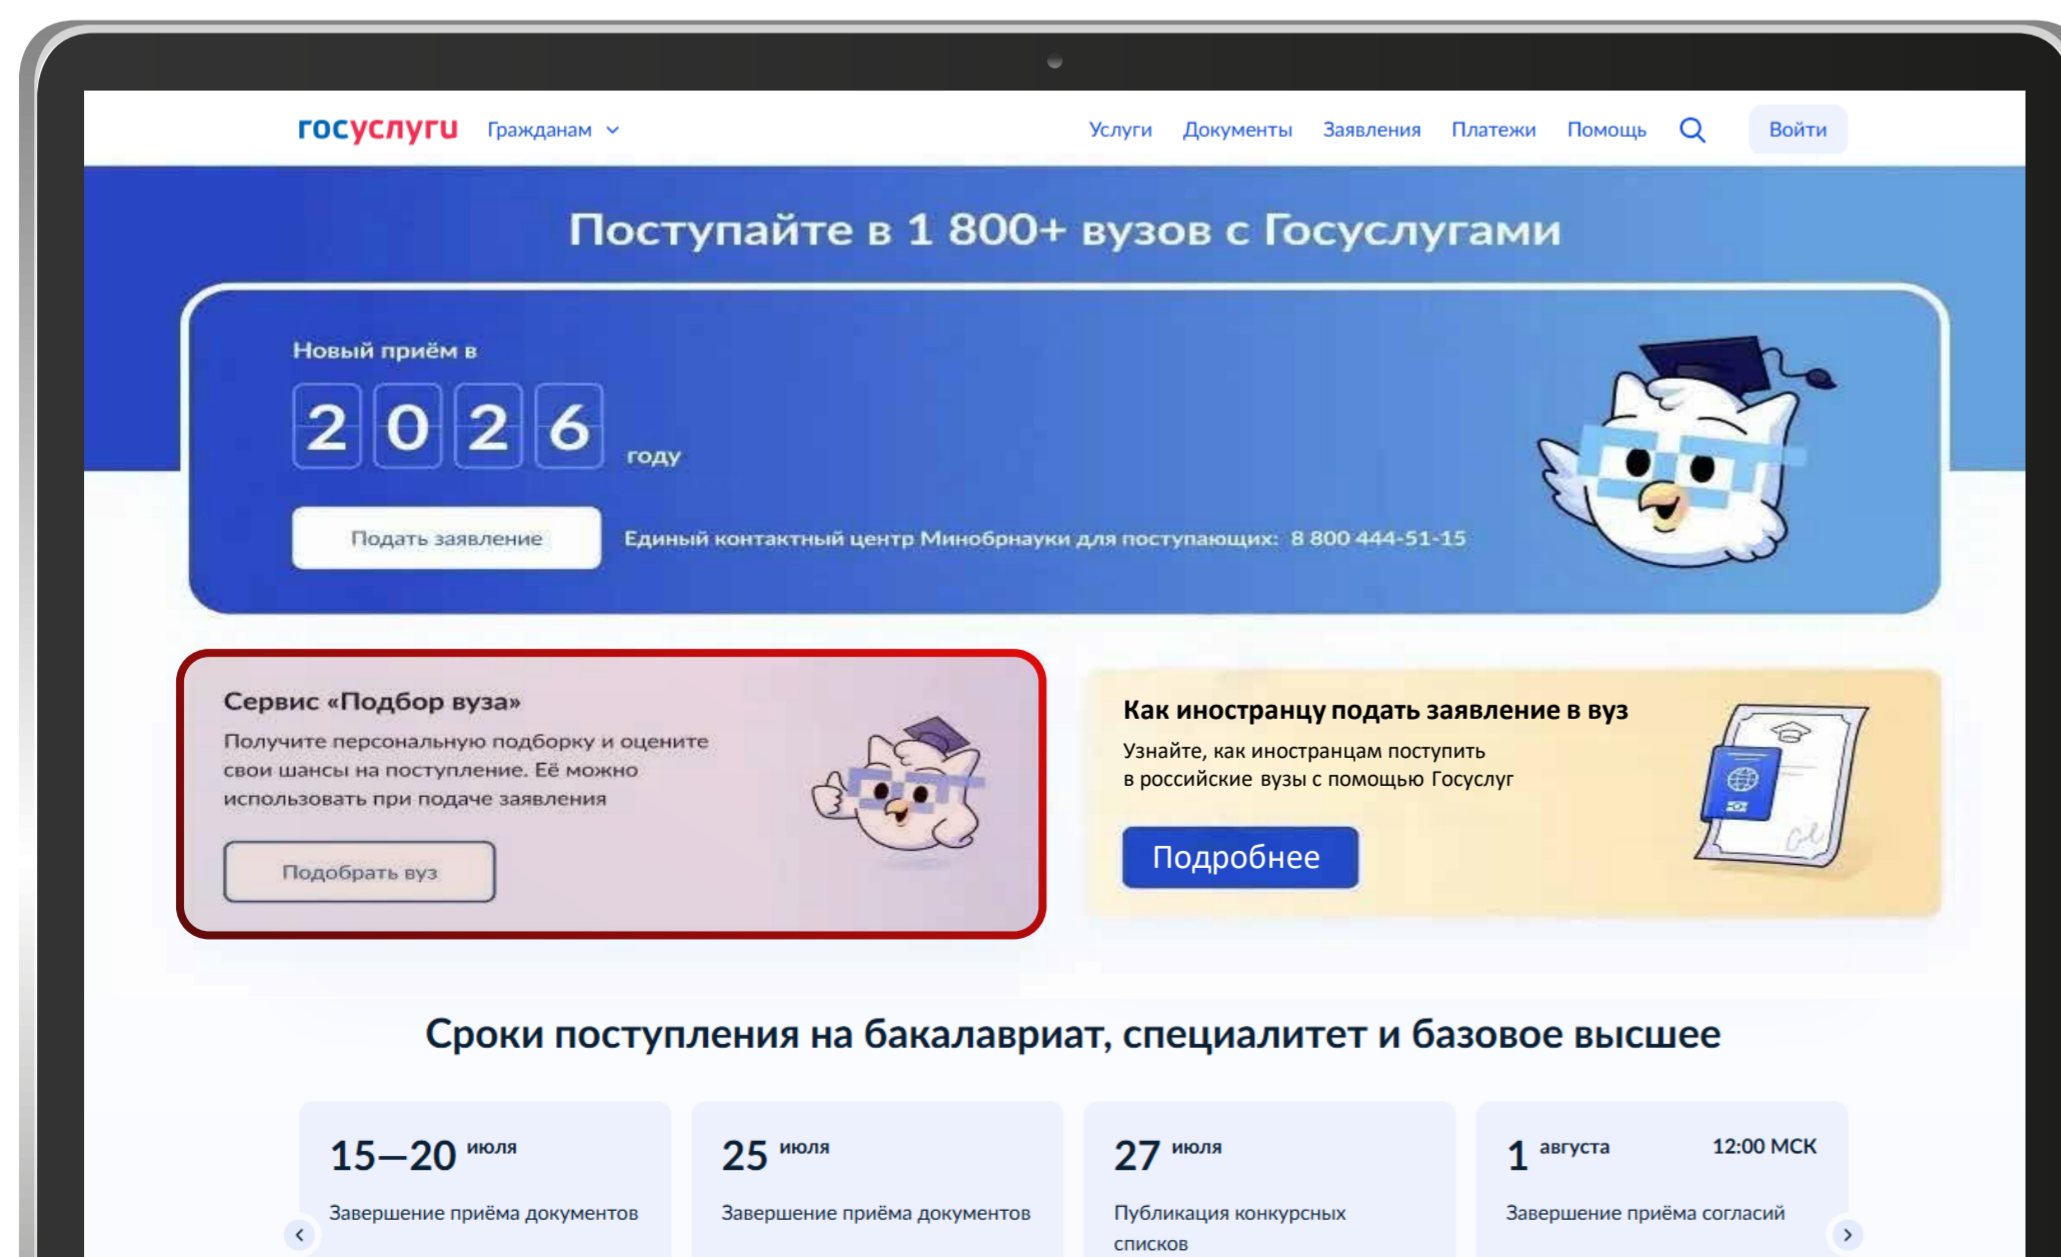 госуслуги Гражданам Услуги Документы Заявления Платежи Помощь Войти
Поступайте в 1 800+ вузов с Госуслугами
Новый приём в
2026 году
Подать заявление Единый контактный центр Минобрнауки для поступающих: 8 800 444-51-15
Сервис «Подбор вуза»
Получите персональную подборку и оцените
свои шансы на поступление. Её можно
использовать при подаче заявления
Подобрать вуз
Как иностранцу подать заявление в вуз
Узнайте, как иностранцам поступить
в российские вузы с помощью Госуслуг
Подробнее
Сроки поступления на бакалавриат, специалитет и базовое высшее
15—20 июля
Завершение приёма документов
25 июля
Завершение приёма документов
27 июля
Публикация конкурсных
списков
1 августа 12:00 МСК
Завершение приёма согласий